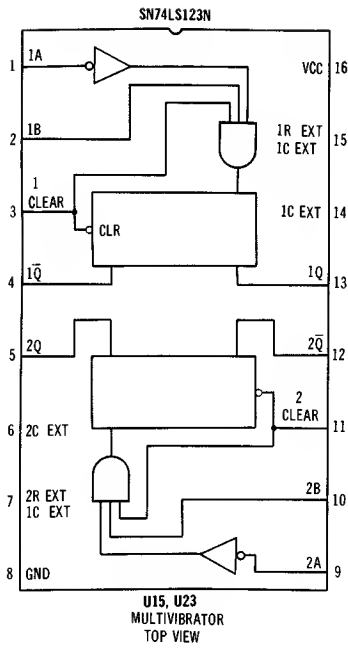 SN74LS123N
1 1A VCC 16
2 1B 1R EXT 1C EXT 15
3 1 CLEAR CLR 1C EXT 14
4 1Q̅ 1Q 13
5 2Q 2Q̅ 12
6 2C EXT 2 CLEAR 11
7 2R EXT 1C EXT 2B 10
8 GND 2A 9
U15, U23
MULTIVIBRATOR
TOP VIEW